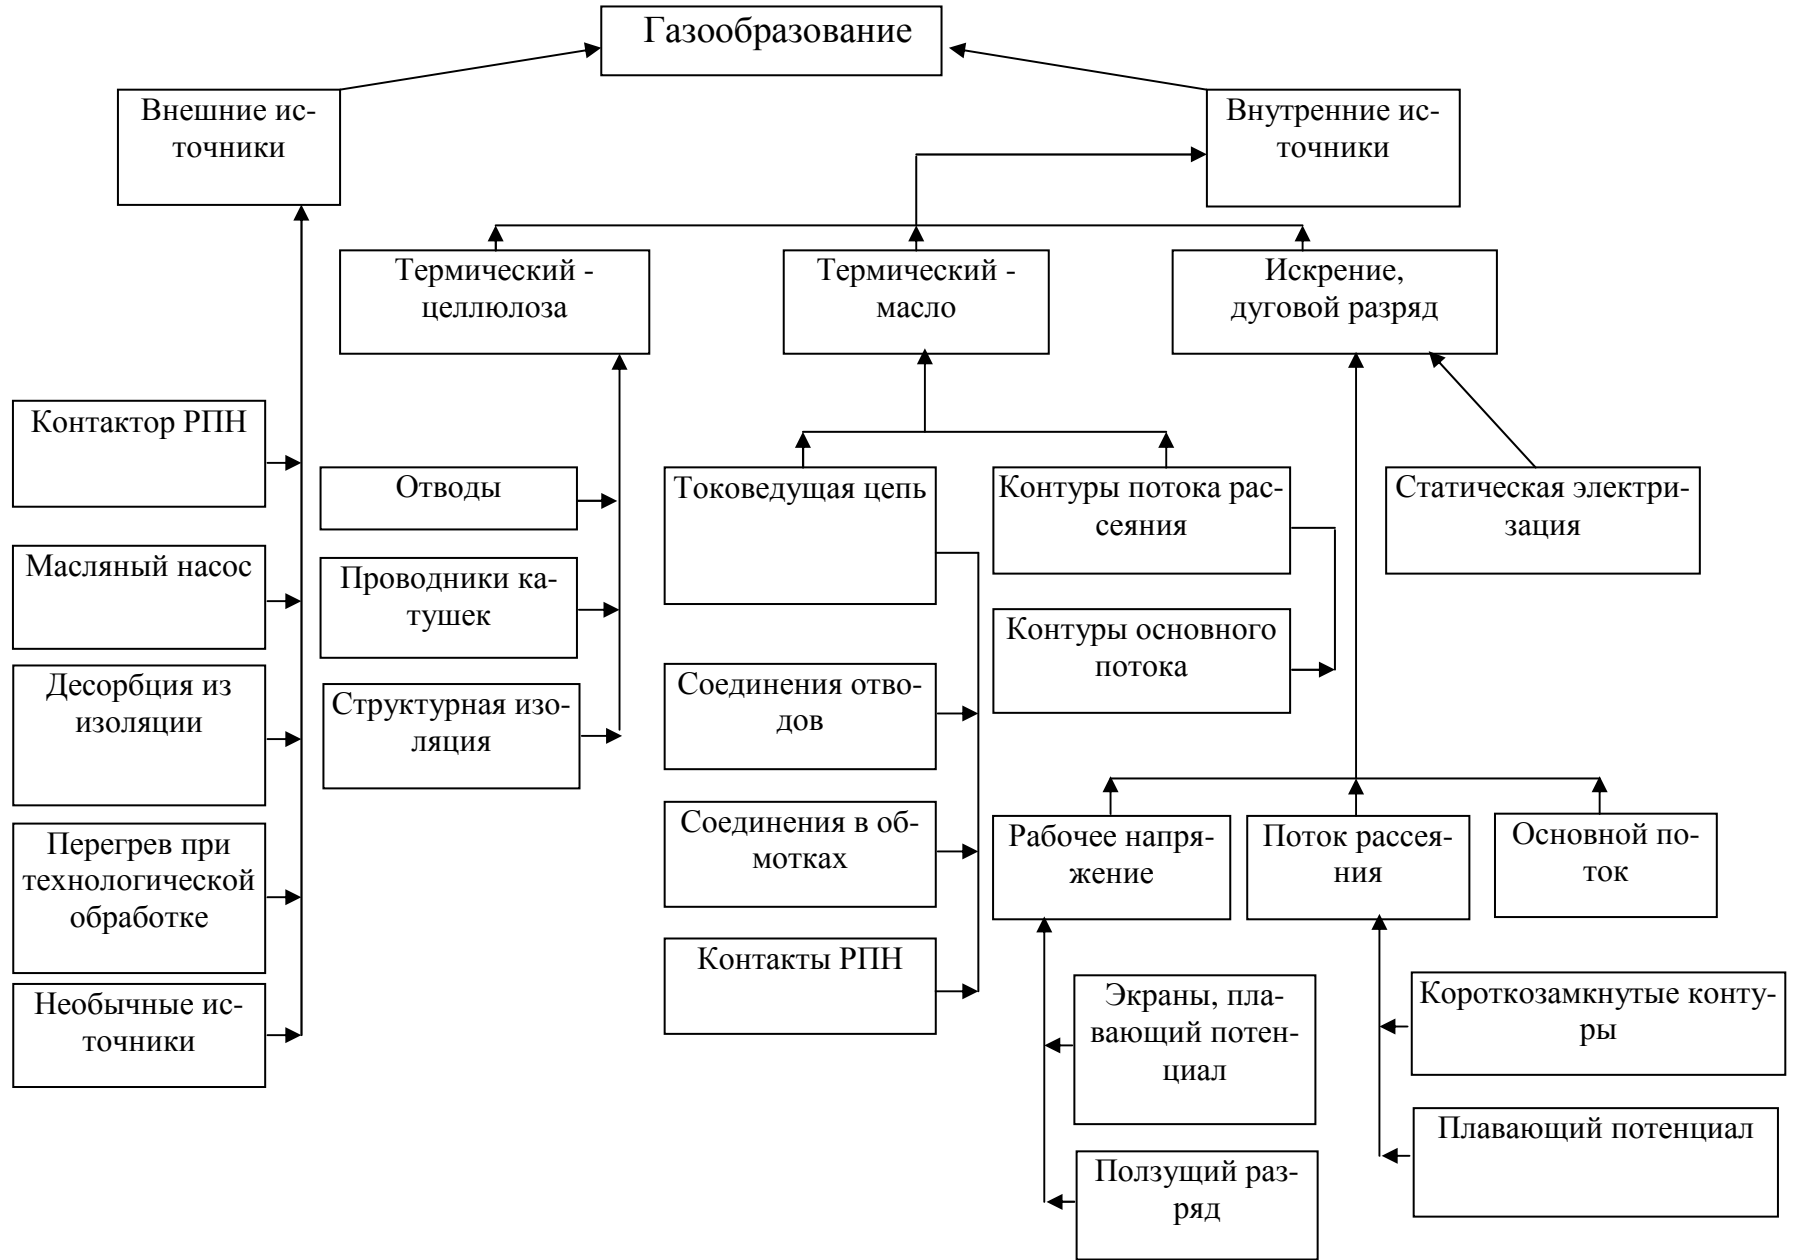 Газообразование
Внешние ис-
точники
Внутренние ис-
точники
Термический -
целлюлоза
Термический -
масло
Искрение,
дуговой разряд
Контактор РПН
Масляный насос
Десорбция из
изоляции
Перегрев при
технологической
обработке
Необычные ис-
точники
Отводы
Проводники ка-
тушек
Структурная изо-
ляция
Токоведущая цепь
Соединения отво-
дов
Соединения в об-
мотках
Контакты РПН
Контуры потока рас-
сеяния
Контуры основного
потока
Статическая электри-
зация
Рабочее напря-
жение
Поток рассея-
ния
Основной по-
ток
Экраны, пла-
вающий потен-
циал
Ползущий раз-
ряд
Короткозамкнутые конту-
ры
Плавающий потенциал